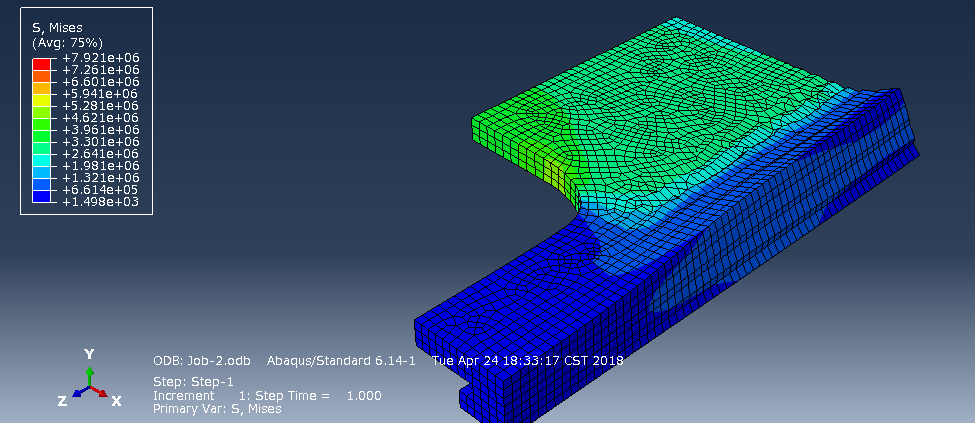 S, Mises
(Avg: 75%)
+7.921e+06
+7.261e+06
+6.601e+06
+5.941e+06
+5.281e+06
+4.621e+06
+3.961e+06
+3.301e+06
+2.641e+06
+1.981e+06
+1.321e+06
+6.614e+05
+1.498e+03
Y
Z X
ODB: Job-2.odb Abaqus/Standard 6.14-1 Tue Apr 24 18:33:17 CST 2018
Step: Step-1
Increment 1: Step Time = 1.000
Primary Var: S, Mises